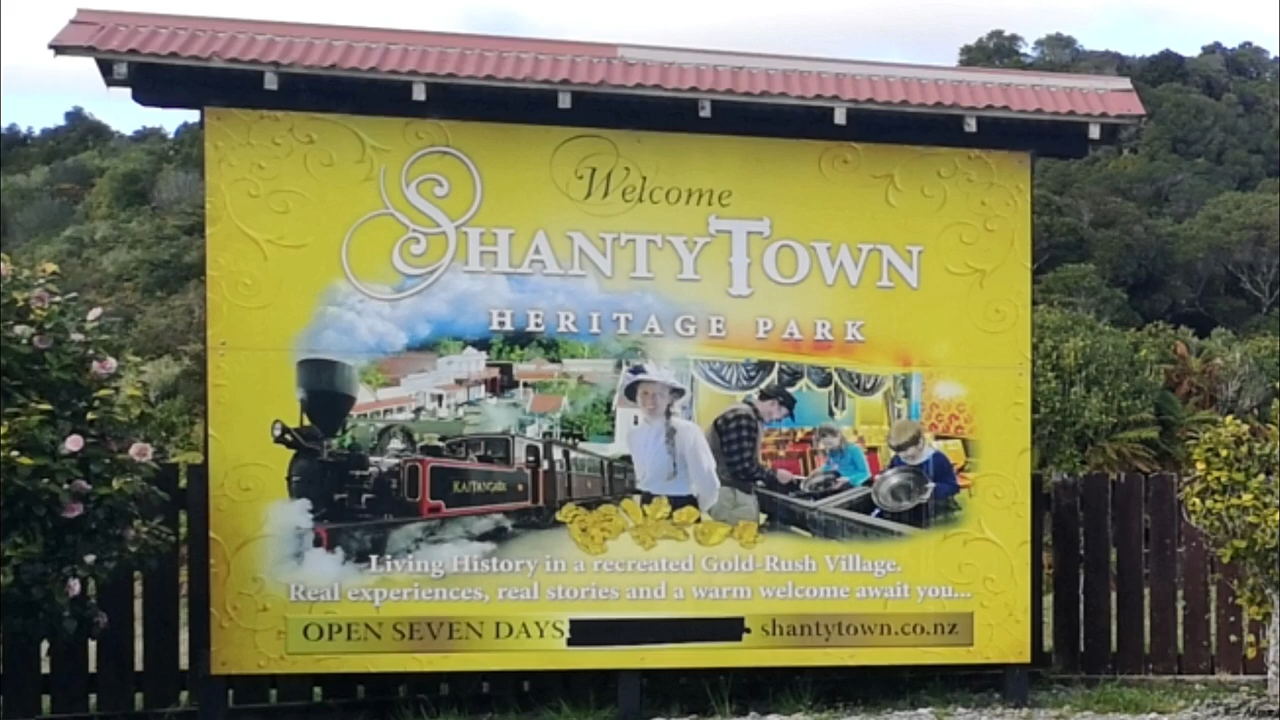 Welcome
SHANTYTOWN
HERITAGE PARK
KAITANGATA
Living History in a recreated Gold-Rush Village.
Real experiences, real stories and a warm welcome await you...
OPEN SEVEN DAYS shantytown.co.nz